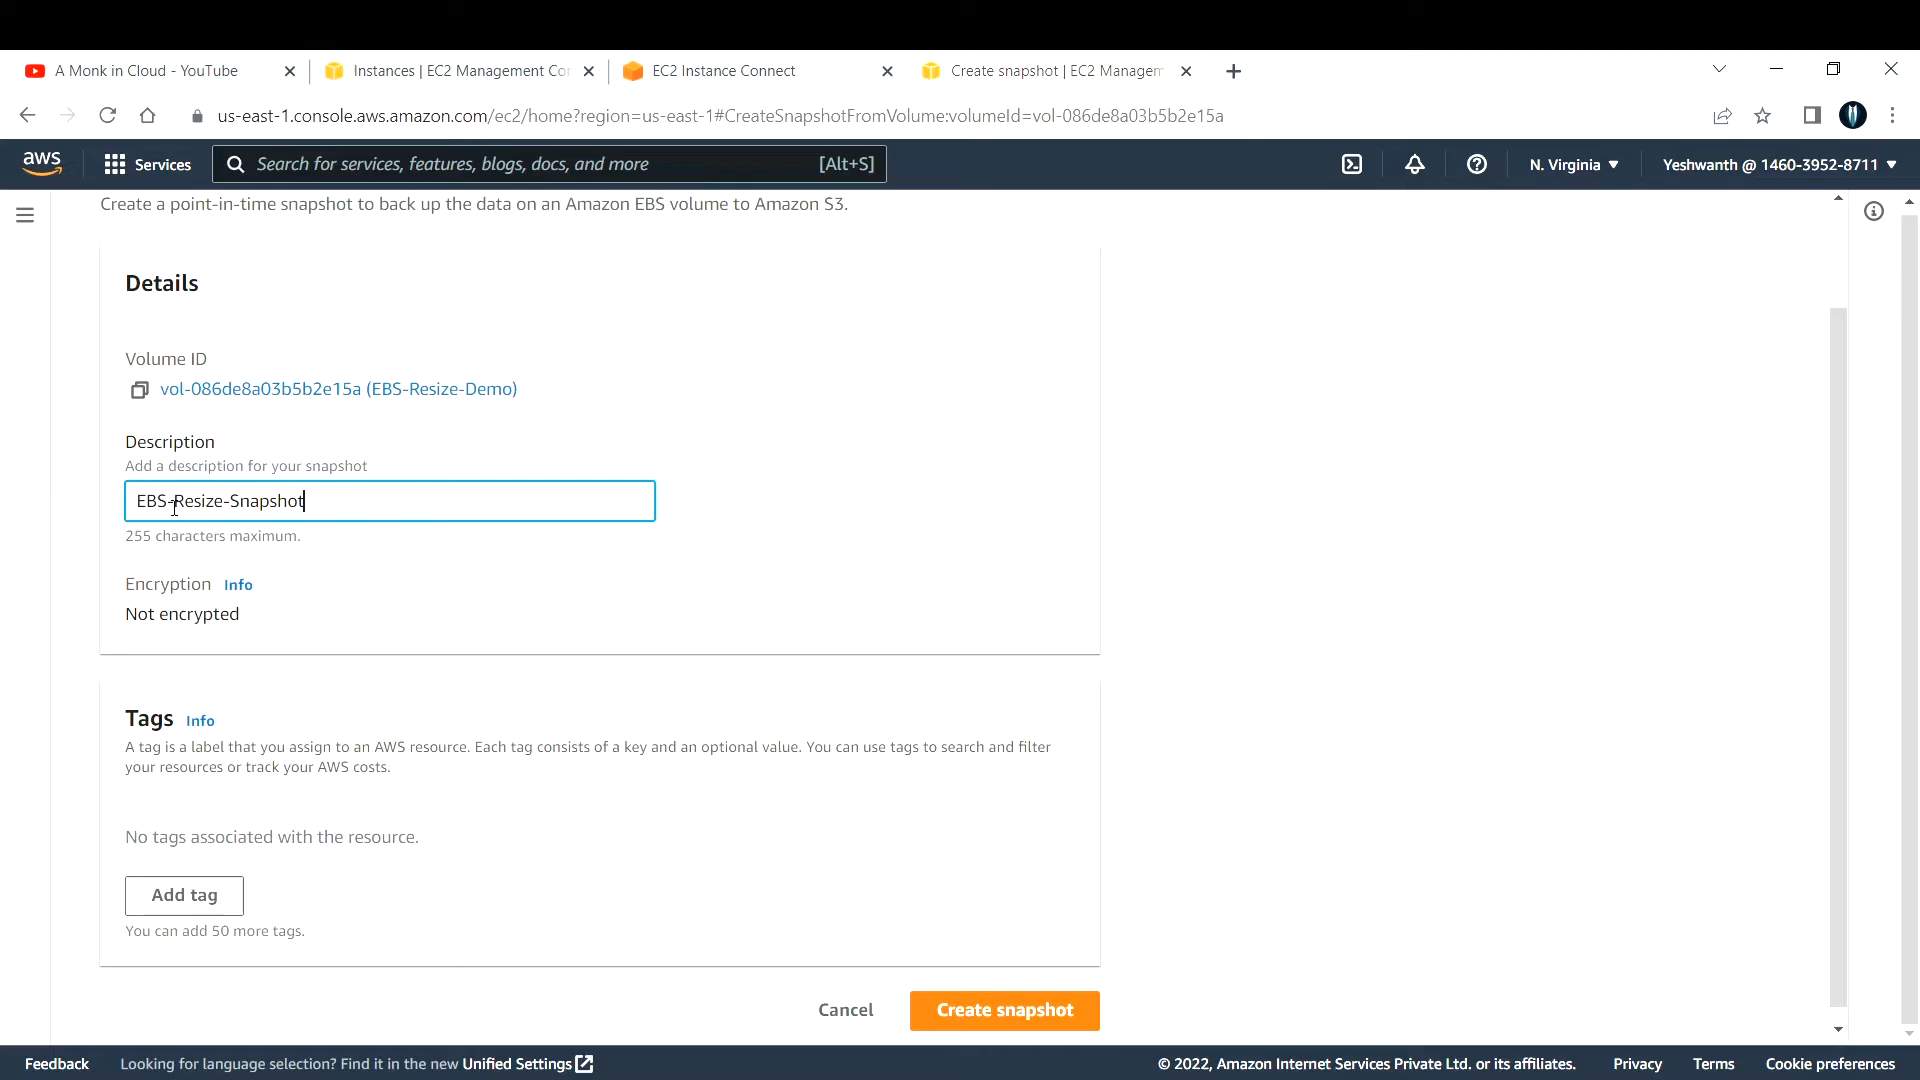 A Monk in Cloud - YouTube
Instances | EC2 Management Co
EC2 Instance Connect
Create snapshot | EC2 Managem
us-east-1.console.aws.amazon.com/ec2/home?region=us-east-1#CreateSnapshotFromVolume:volumeId=vol-086de8a03b5b2e15a
aws
Services
Search for services, features, blogs, docs, and more
[Alt+S]
N. Virginia
Yeshwanth @ 1460-3952-8711
Create a point-in-time snapshot to back up the data on an Amazon EBS volume to Amazon S3.
Details
Volume ID
vol-086de8a03b5b2e15a (EBS-Resize-Demo)
Description
Add a description for your snapshot
EBS-Resize-Snapshot
255 characters maximum.
Encryption Info
Not encrypted
Tags Info
A tag is a label that you assign to an AWS resource. Each tag consists of a key and an optional value. You can use tags to search and filter
your resources or track your AWS costs.
No tags associated with the resource.
Add tag
You can add 50 more tags.
Cancel
Create snapshot
Feedback
Looking for language selection? Find it in the new Unified Settings
© 2022, Amazon Internet Services Private Ltd. or its affiliates.
Privacy
Terms
Cookie preferences